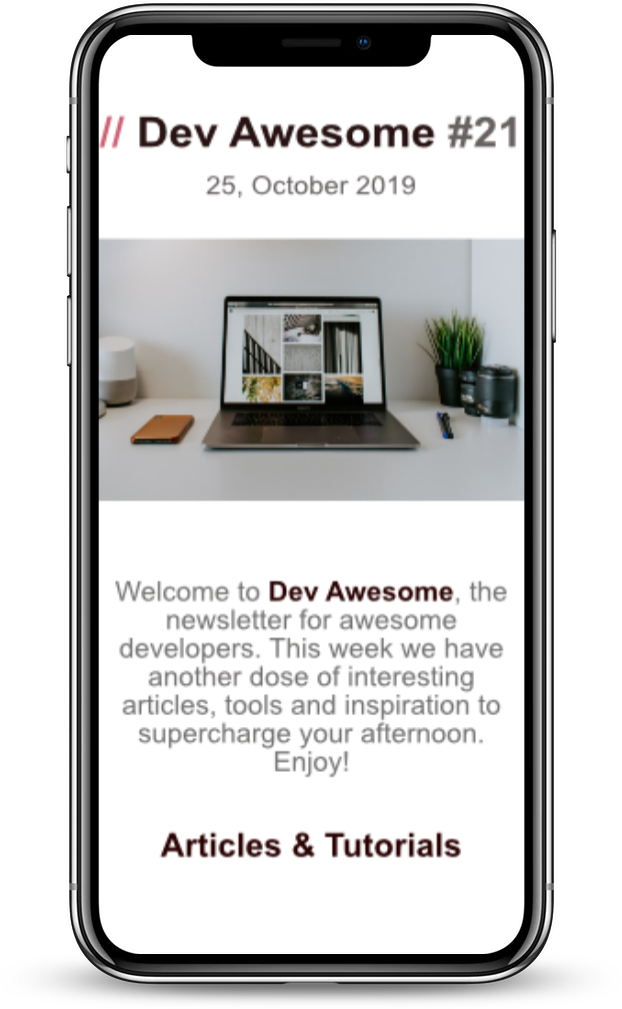 // Dev Awesome #21
25, October 2019
Welcome to Dev Awesome, the
newsletter for awesome
developers. This week we have
another dose of interesting
articles, tools and inspiration to
supercharge your afternoon.
Enjoy!
Articles & Tutorials